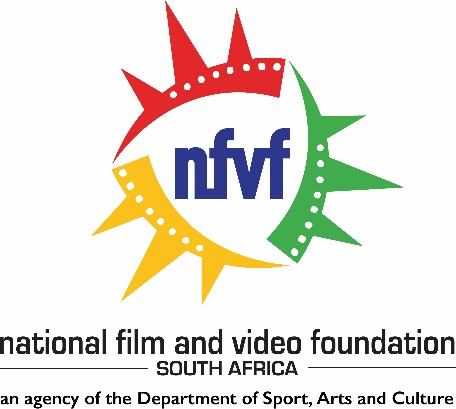 nfvf
national film and video foundation
SOUTH AFRICA
an agency of the Department of Sport, Arts and Culture